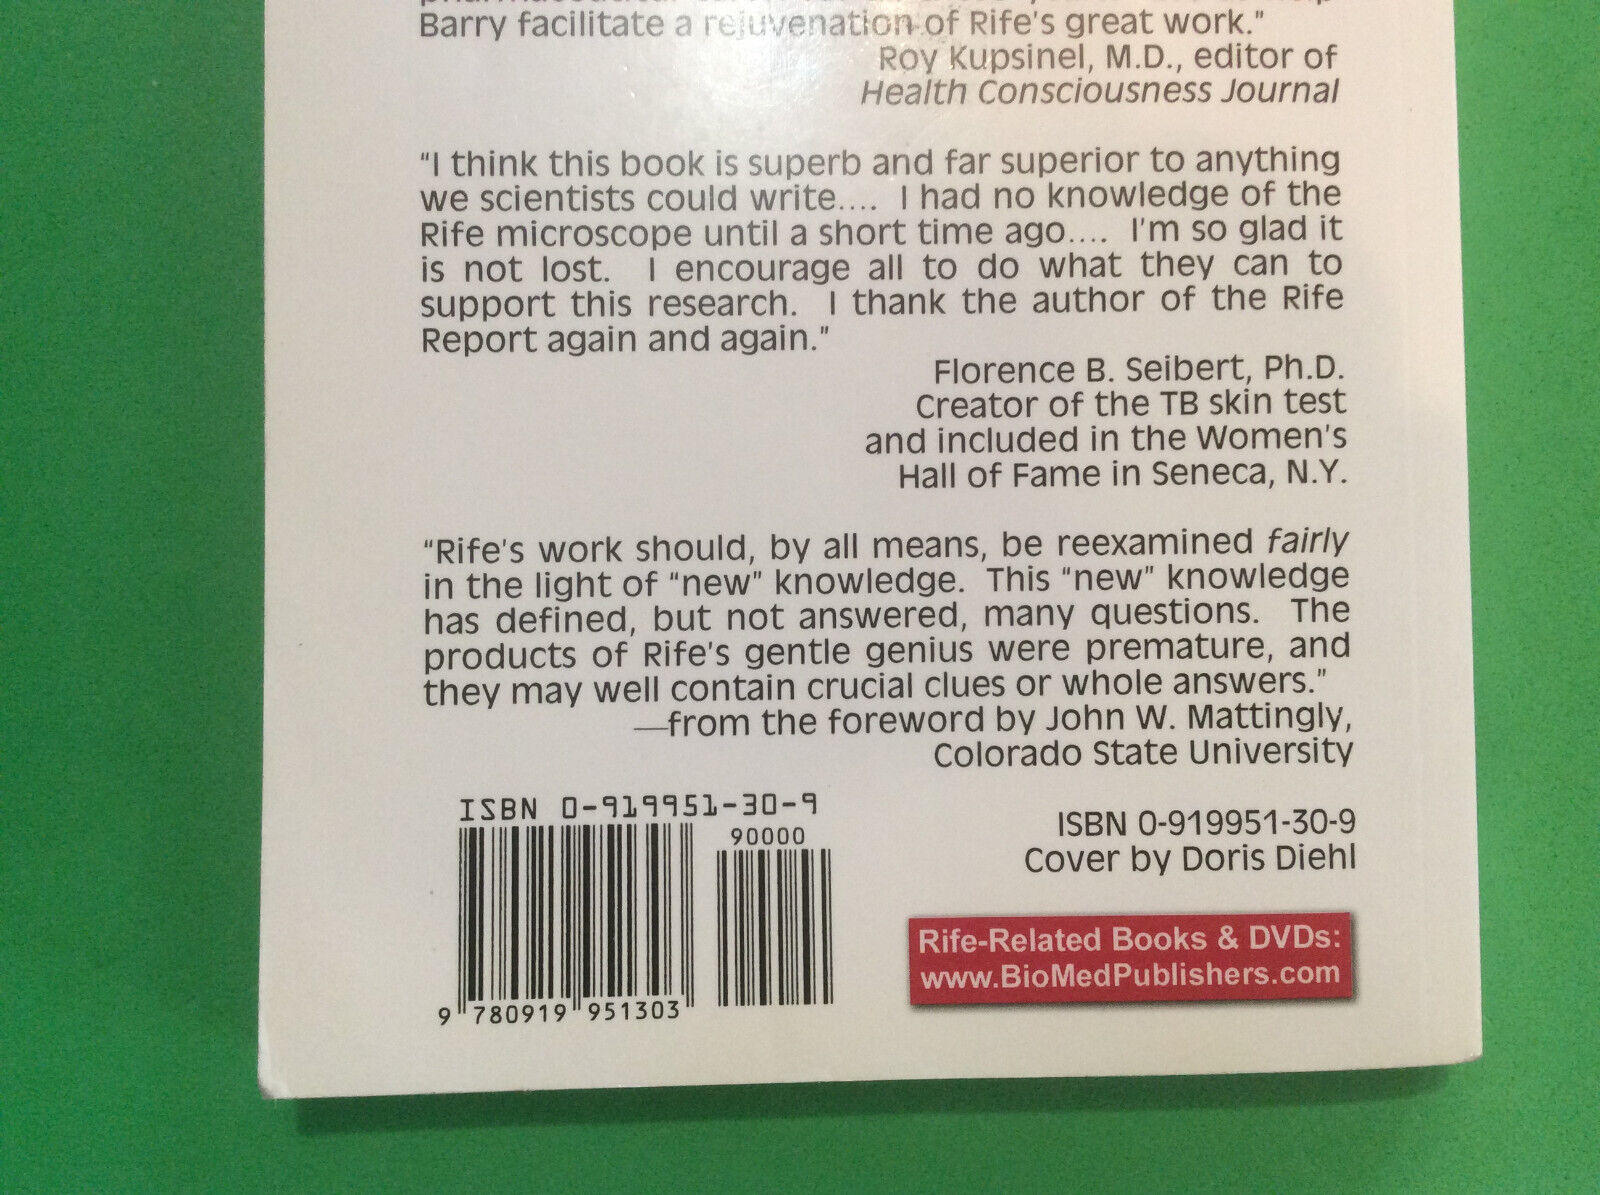 Barry facilitate a rejuvenation of Rife's great work."
Roy Kupsinel, M.D., editor of
Health Consciousness Journal
"I think this book is superb and far superior to anything
we scientists could write.... I had no knowledge of the
Rife microscope until a short time ago.... I'm so glad it
is not lost. I encourage all to do what they can to
support this research. I thank the author of the Rife
Report again and again."
Florence B. Seibert, Ph.D.
Creator of the TB skin test
and included in the Women's
Hall of Fame in Seneca, N.Y.
"Rife's work should, by all means, be reexamined fairly
in the light of "new" knowledge. This "new" knowledge
has defined, but not answered, many questions. The
products of Rife's gentle genius were premature, and
they may well contain crucial clues or whole answers."
—from the foreword by John W. Mattingly,
Colorado State University
ISBN 0-919951-30-9
90000
9 780919 951303
ISBN 0-919951-30-9
Cover by Doris Diehl
Rife-Related Books & DVDs:
www.BioMedPublishers.com